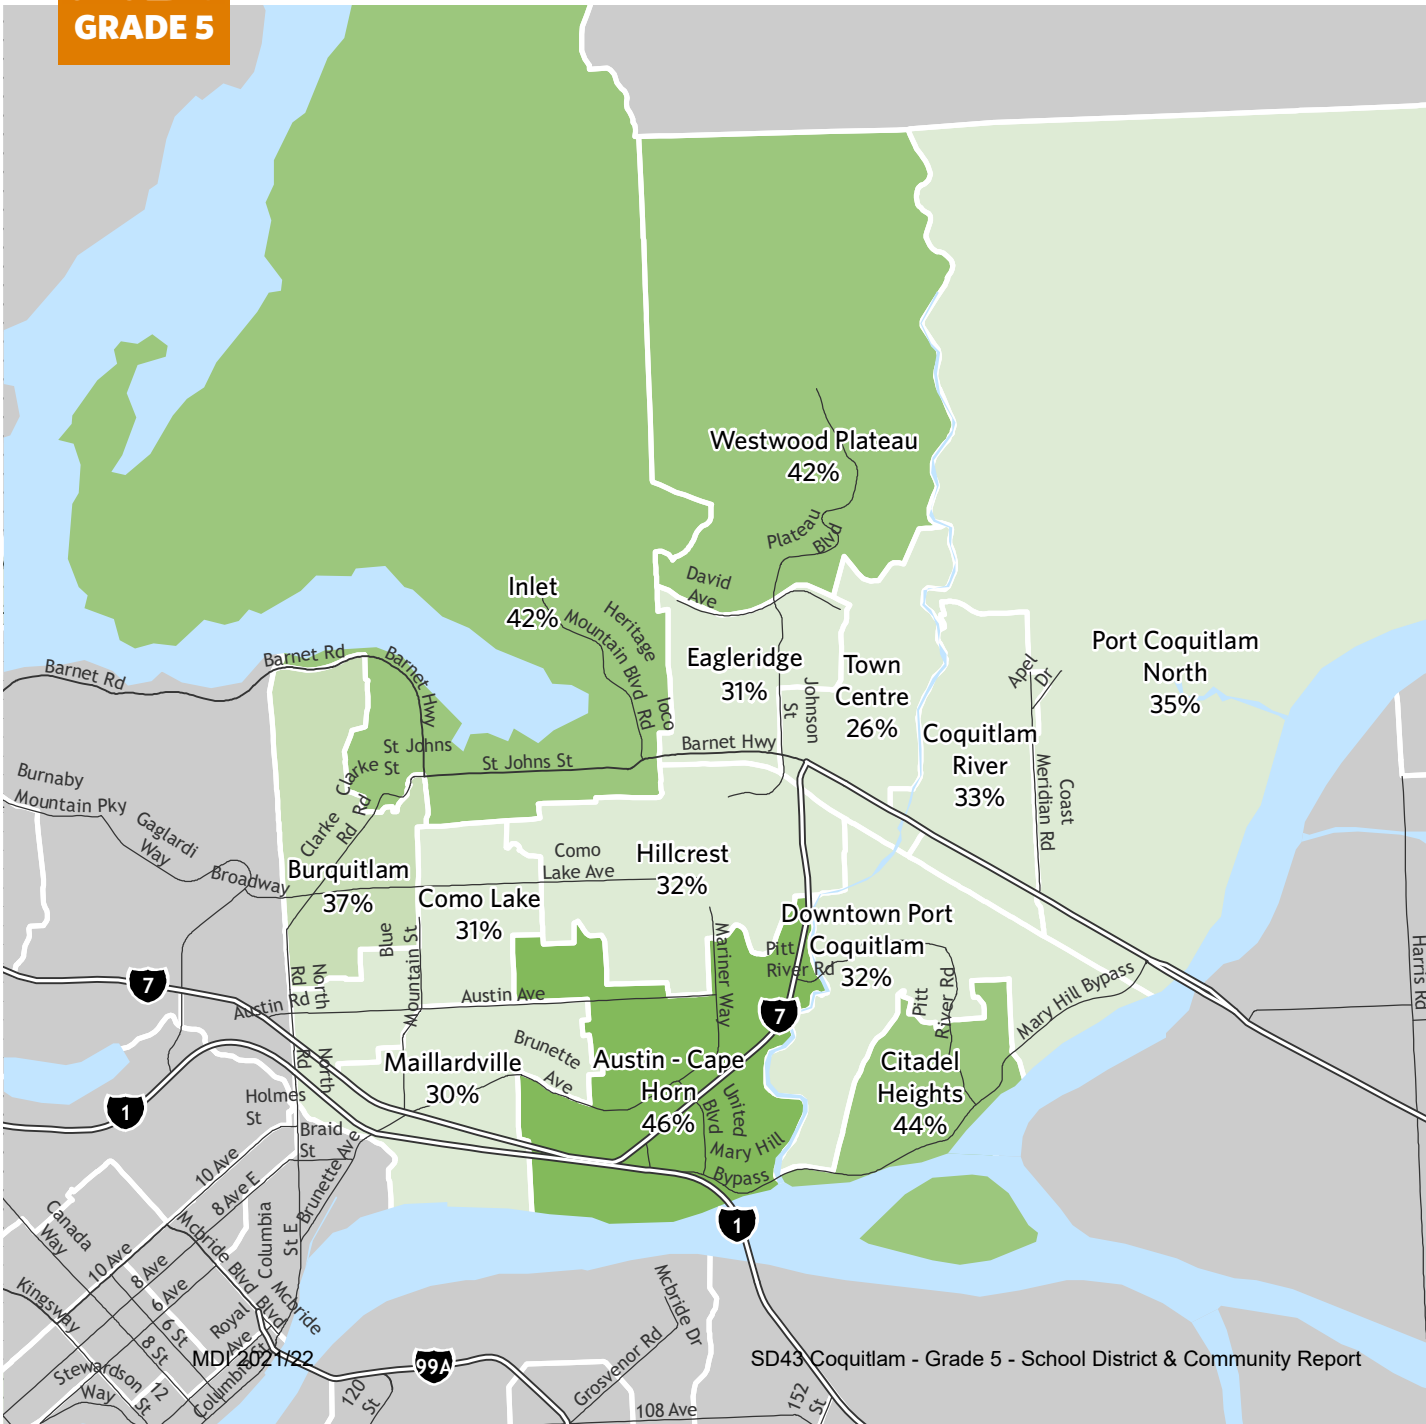 GRADE 5
Westwood Plateau
42%
Plateau
Blvd
David
Ave
Inlet
42%
Heritage
Mountain Blvd
Ioco
Rd
Eagleridge
31%
Town
Centre
26%
Johnson
St
Port Coquitlam
North
35%
Apel
Dr
Coquitlam
River
33%
Coast
Meridian Rd
Barnet Rd
Barnet Rd
Barnet Hwy
Barnet Hwy
St Johns
St
St Johns St
Clarke
Rd
Clarke
Rd
Burnaby
Mountain Pky
Gaglardi
Way
Broadway
Burquitlam
37%
Como Lake
31%
Como
Lake Ave
Hillcrest
32%
Downtown Port
Coquitlam
32%
Pitt
River Rd
Pitt
River Rd
Mariner Way
Blue
Mountain St
North
Rd
Austin Rd
Austin Ave
7
7
Mary Hill Bypass
Harris Rd
Brunette
Ave
Maillardville
30%
Austin - Cape
Horn
46%
Citadel
Heights
44%
United
Blvd
Mary Hill
Bypass
North
Rd
Holmes
St
Braid
St
Brunette Ave
1
1
10 Ave
8 Ave E
Columbia
St E
Canada
Way
Mcbride Blvd
Mcbride
Blvd
10 Ave
8 Ave
6 Ave
6 St
8 St
Royal
Ave
Kingsway
Stewardson
Way
12
St
Columbia St
MDI 2021/22
99A
120
St
Grosvenor Rd
Mcbride Dr
108 Ave
152
St
SD43 Coquitlam - Grade 5 - School District & Community Report